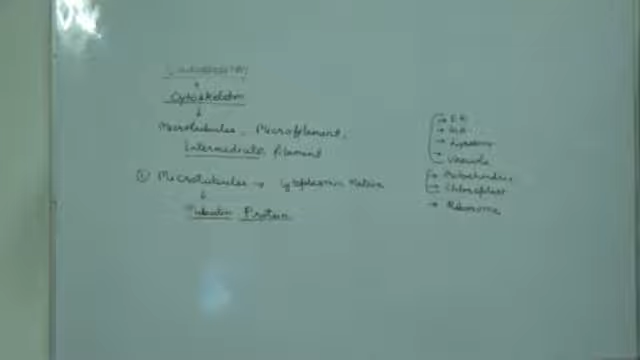 Cytoskeleton
Microtubules, Microfilament,
Intermediate filament
① Microtubules → Cytoplasmic Matrix
Tubulin Protein
→ E.R
→ G.B
→ Lysosome
→ Vacuole
→ Mitochondria
→ Chloroplast
→ Ribosome